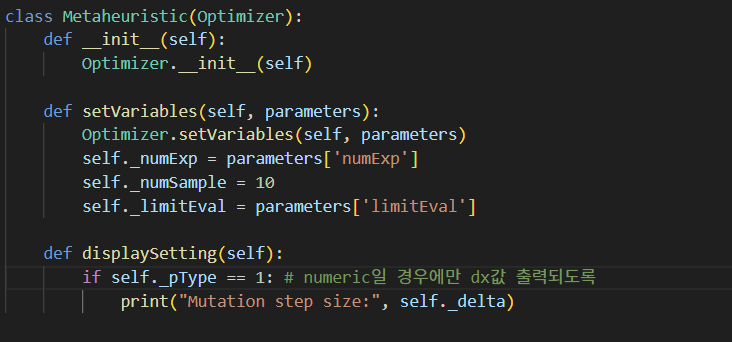 class Metaheuristic(Optimizer):
    def __init__(self):
        Optimizer.__init__(self)

    def setVariables(self, parameters):
        Optimizer.setVariables(self, parameters)
        self._numExp = parameters['numExp']
        self._numSample = 10
        self._limitEval = parameters['limitEval']

    def displaySetting(self):
        if self._pType == 1: # numeric일 경우에만 dx값 출력되도록
            print("Mutation step size:", self._delta)